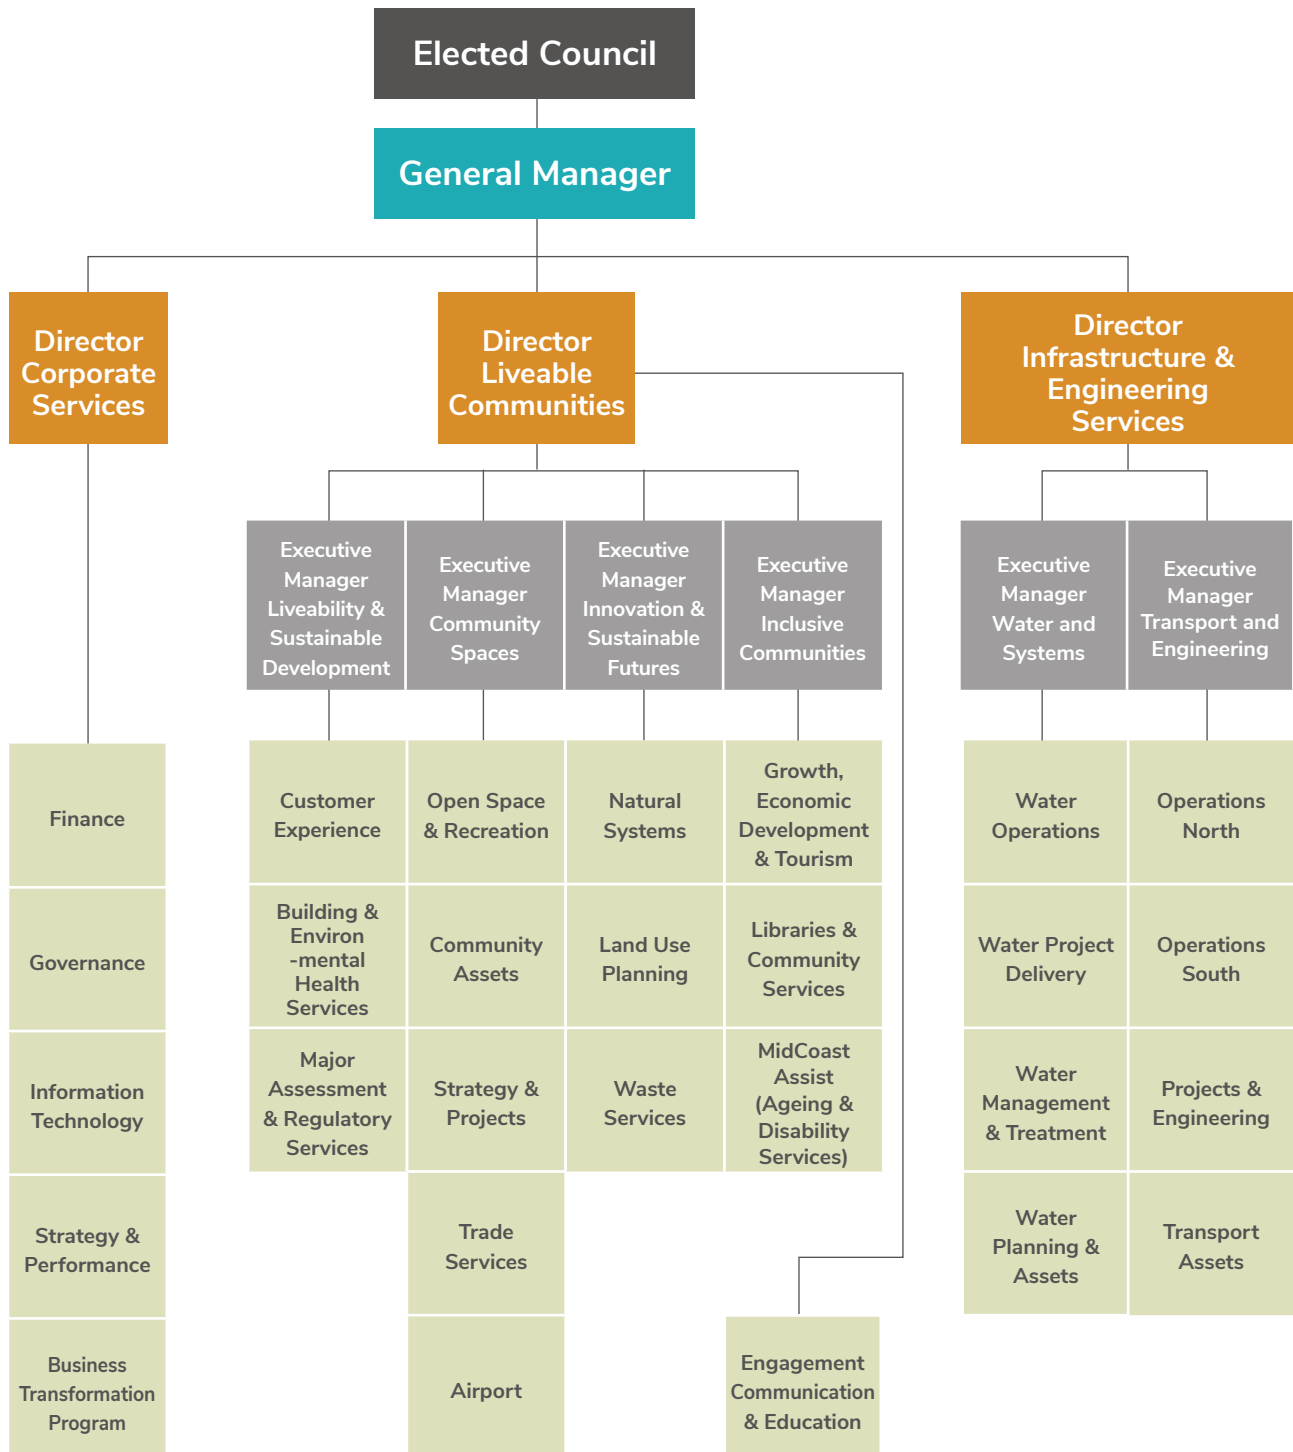 Elected Council
General Manager
Director
Corporate
Services
Director
Liveable
Communities
Director
Infrastructure &
Engineering
Services
Executive
Manager
Liveability &
Sustainable
Development
Executive
Manager
Community
Spaces
Executive
Manager
Innovation &
Sustainable
Futures
Executive
Manager
Inclusive
Communities
Executive
Manager
Water and
Systems
Executive
Manager
Transport and
Engineering
Finance
Governance
Information
Technology
Strategy &
Performance
Business
Transformation
Program
Customer
Experience
Building &
Environ
-mental
Health
Services
Major
Assessment
& Regulatory
Services
Open Space
& Recreation
Community
Assets
Strategy &
Projects
Trade
Services
Airport
Natural
Systems
Land Use
Planning
Waste
Services
Growth,
Economic
Development
& Tourism
Libraries &
Community
Services
MidCoast
Assist
(Ageing &
Disability
Services)
Engagement
Communication
& Education
Water
Operations
Water Project
Delivery
Water
Management
& Treatment
Water
Planning &
Assets
Operations
North
Operations
South
Projects &
Engineering
Transport
Assets